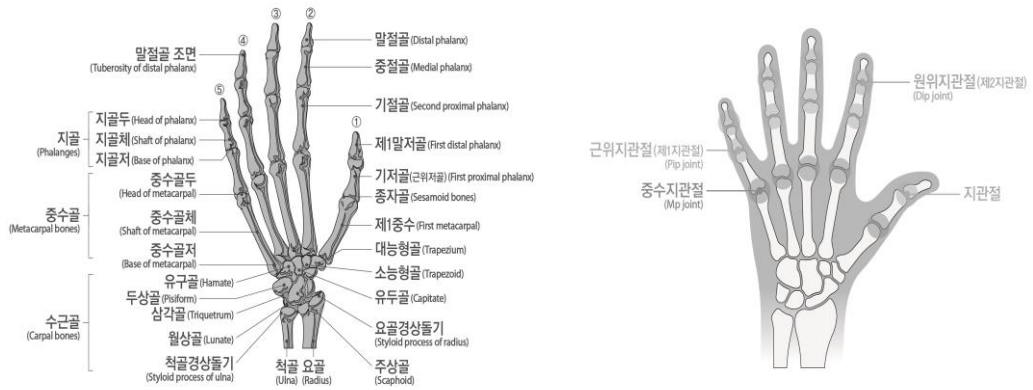 ③
②
④
말절골 (Distal phalanx)
말절골 조면
(Tuberosity of distal phalanx)
중절골 (Medial phalanx)
⑤
기절골 (Second proximal phalanx)
①
지골두 (Head of phalanx)
지골
(Phalanges)
지골체 (Shaft of phalanx)
지골저 (Base of phalanx)
제1말저골 (First distal phalanx)
기저골(근위저골) (First proximal phalanx)
중수골두
(Head of metacarpal)
종자골 (Sesamoid bones)
중수골
(Metacarpal bones)
중수골체
(Shaft of metacarpal)
제1중수 (First metacarpal)
중수골저
(Base of metacarpal)
대능형골 (Trapezium)
유구골 (Hamate)
소능형골 (Trapezoid)
두상골 (Pisiform)
유두골 (Capitate)
삼각골 (Triquetrum)
수근골
(Carpal bones)
월상골 (Lunate)
요골경상돌기
(Styloid process of radius)
척골경상돌기
(Styloid process of ulna)
척골
(Ulna)
요골
(Radius)
주상골
(Scaphoid)
원위지관절 (제2지관절)
(Dip joint)
근위지관절 (제1지관절)
(Pip joint)
중수지관절
(Mp joint)
지관절